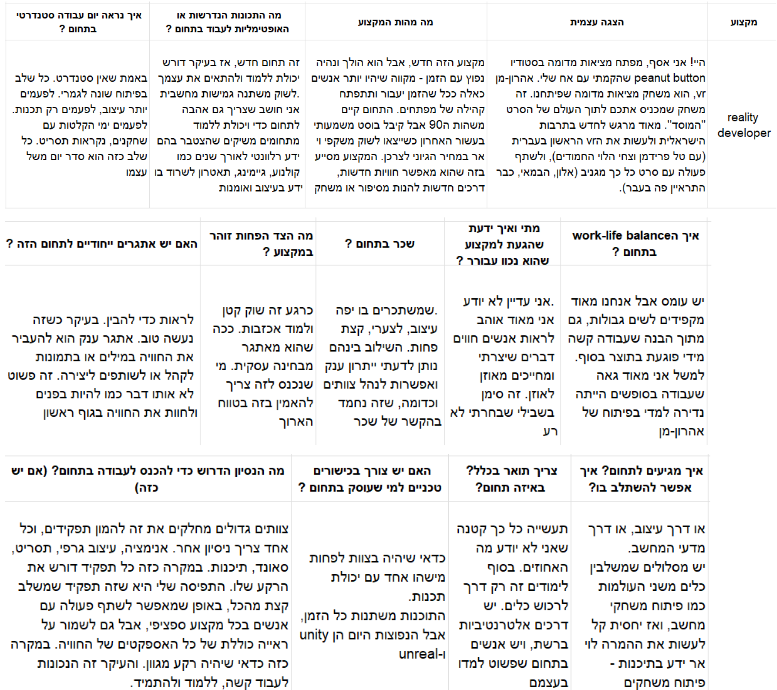 מקצוע
הצגה עצמית
מה מהות המקצוע
מה התכונות הנדרשות או
האופטימליות לעבוד בתחום ?
איך נראה יום עבודה סטנדרטי
בתחום ?
reality
developer
היי! אני אסף, מפתח מציאות מדומה בסטודיו
peanut button שהקמתי עם אח שלי. אהרון-מן
vr, הוא משחק מציאות מדומה שפיתחנו. זה
משחק שמכניס אתכם לתוך העולם של הסרט
"המוסד". מאוד מרגש לחדש בתרבות
הישראלית ולעשות את הזז הראשון בעברית
(עם טל פרידמן וצחי הלוי החמודים), ולשתף
פעולה עם סרט כל כך מגניב (אלון, הבמאי, כבר
התראיין פה בעבר).
מקצוע הזה חדש, אבל הוא הולך ונהיה
נפוץ עם הזמן - מקווה שיהיו יותר אנשים
כאלה ככל שהזמן יעבור ותתפתח
קהילה של מפתחים. התחום קיים
משהות ה90 אבל קיבל בוסט משמעותי
בעשור האחרון כשייצאו לשוק משקפי וי
אר במחיר הגיוני לצרכן. המקצוע מסייע
בזה שהוא מאפשר חוויות חדשות,
דרכים חדשות להנות מסיפור או משחק
זה תחום חדש, אז בעיקר דורש
יכולת ללמוד ולהתאים את עצמך
.לשוק משתנה גמישות מחשבית
אני חושב שצריך גם אהבה
לתחום כדי ויכולת ללמוד
מתחומים משיקים שהצטבר בהם
ידע רלוונטי לאורך שנים כמו
קולנוע, גיימינג, תאטרון לשרוד בו
ידע בעיצוב ואומנות
באמת שאין סטנדרט. כל שלב
בפיתוח שונה לגמרי. לפעמים
יותר עיצוב, לפעמים רק תכנות.
לפעמים ימי הקלטות עם
שחקנים, נקראות תסריט. כל
שלב כזה הוא סדר יום משל
עצמו
איך הwork-life balance
בתחום ?
מתי ואיך ידעת
שהגעת למקצוע
שהוא נכון עבורר ?
שכר בתחום ?
מה הצד הפחות זוהר
במקצוע ?
האם יש אתגרים ייחודיים לתחום הזה ?
יש עומס אבל אנחנו מאוד
מקפידים לשים גבולות, גם
מתוך הבנה שעבודה קשה
מידי פוגעת בתוצר בסוף.
למשל אני מאוד גאה
שעבודה בסופשים הייתה
נדירה למדי בפיתוח של
אהרון-מן
.אני עדיין לא יודע
אני מאוד אוהב
לראות אנשים חווים
דברים שיצרתי
ומחייכים מאוזן
לאוזן. זה סימן
בשבילי שבחרתי לא
רע
.שמשתכרים בו יפה
עיצוב, לצערי, קצת
פחות. השילוב בינהם
נותן לדעתי ייתרון ענק
ואפשרות לנהל צוותים
וכדומה, שזה נחמד
בהקשר של שכר
כרגע זה שוק קטן
ולמוד אכזבות. ככה
שהוא מאתגר
מבחינה עסקית. מי
שנכנס לזה צריך
להאמין בזה בטווח
הארוך
לראות כדי להבין. בעיקר כשזה
נעשה טוב. אתגר ענק הוא להעביר
את החוויה במילים או בתמונות
לקהל או לשותפים ליצירה. זה פשוט
לא אותו דבר כמו להיות בפנים
ולחוות את החוויה בגוף ראשון
איך מגיעים לתחום? איך
אפשר להשתלב בו?
צריך תואר בכלל?
באיזה תחום?
האם יש צורך בכישורים
טכניים למי שעוסק בתחום ?
מה הנסיון הדרוש כדי להכנס לעבודה בתחום? (אם יש
כזה)
או דרך עיצוב, או דרך
מדעי המחשב.
יש מסלולים שמשלבין
כלים משני העולמות
כמו פיתוח משחקי
מחשב, ואז יחסית קל
לעשות את ההמרה לוי
אר ידע בתיכנות -
פיתוח משחקים
תעשייה כל כך קטנה
שאני לא יודע מה
האחוזים. בסוף
לימודים זה רק דרך
לרכוש כלים. יש
דרכים אלטרנטיביות
ברשת, ויש אנשים
בתחום שפשוט למדו
בעצמם
כדאי שיהיה בצוות לפחות
מישהו אחד עם יכולת
תכנות.
התוכנות משתנות כל הזמן,
אבל הנפוצות היום הן unity
ו-unreal
צוותים גדולים מחלקים את זה להמון תפקידים, וכל
אחד צריך ניסיון אחר. אנימציה, עיצוב גרפי, תסריט,
סאונד, תיכנות. במקרה כזה כל תפקיד דורש את
הרקע שלו. התפיסה שלי היא שזה תפקיד שמשלב
קצת מהכל, באופן שמאפשר לשתף פעולה עם
אנשים בכל מקצוע ספציפי, אבל גם לשמור על
ראייה כוללת של כל האספקטים של החוויה. במקרה
כזה כדאי שיהיה רקע מגוון. והעיקר זה הנכונות
לעבוד קשה, ללמוד ולהתמיד.